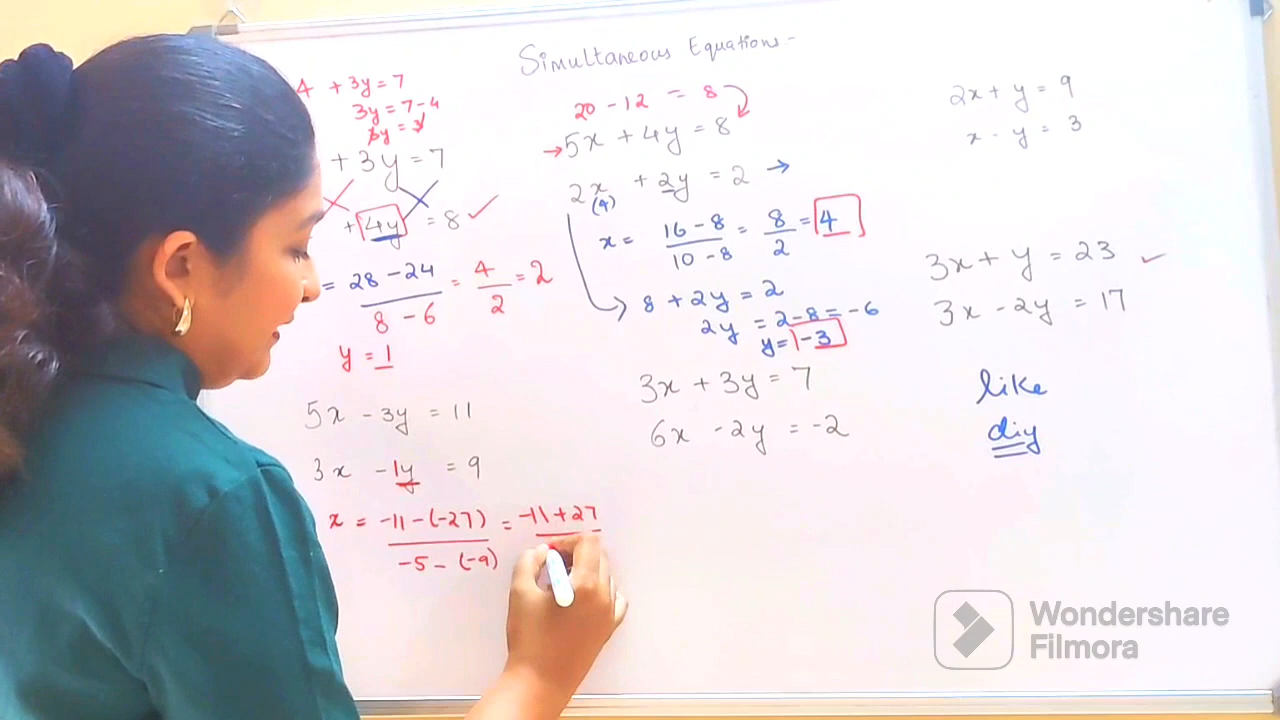 Simultaneous Equations-
4 + 3y = 7
3y = 7 - 4
3y = 3
+ 3y = 7
+ 4y = 8 ✓
= 28 - 24 / 8 - 6 = 4/2 = 2
y = 1
5x - 3y = 11
3x - 1y = 9
x = -11 - (-27) / -5 - (-9) = -11 + 27
20 - 12 = 8
→ 5x + 4y = 8
2x + 2y = 2 →
(4)
x = 16 - 8 / 10 - 8 = 8/2 = 4
8 + 2y = 2
2y = 2 - 8 = -6
y = -3
3x + 3y = 7
6x - 2y = -2
2x + y = 9
x - y = 3
3x + y = 23 ✓
3x - 2y = 17
like
diy
Wondershare
Filmora